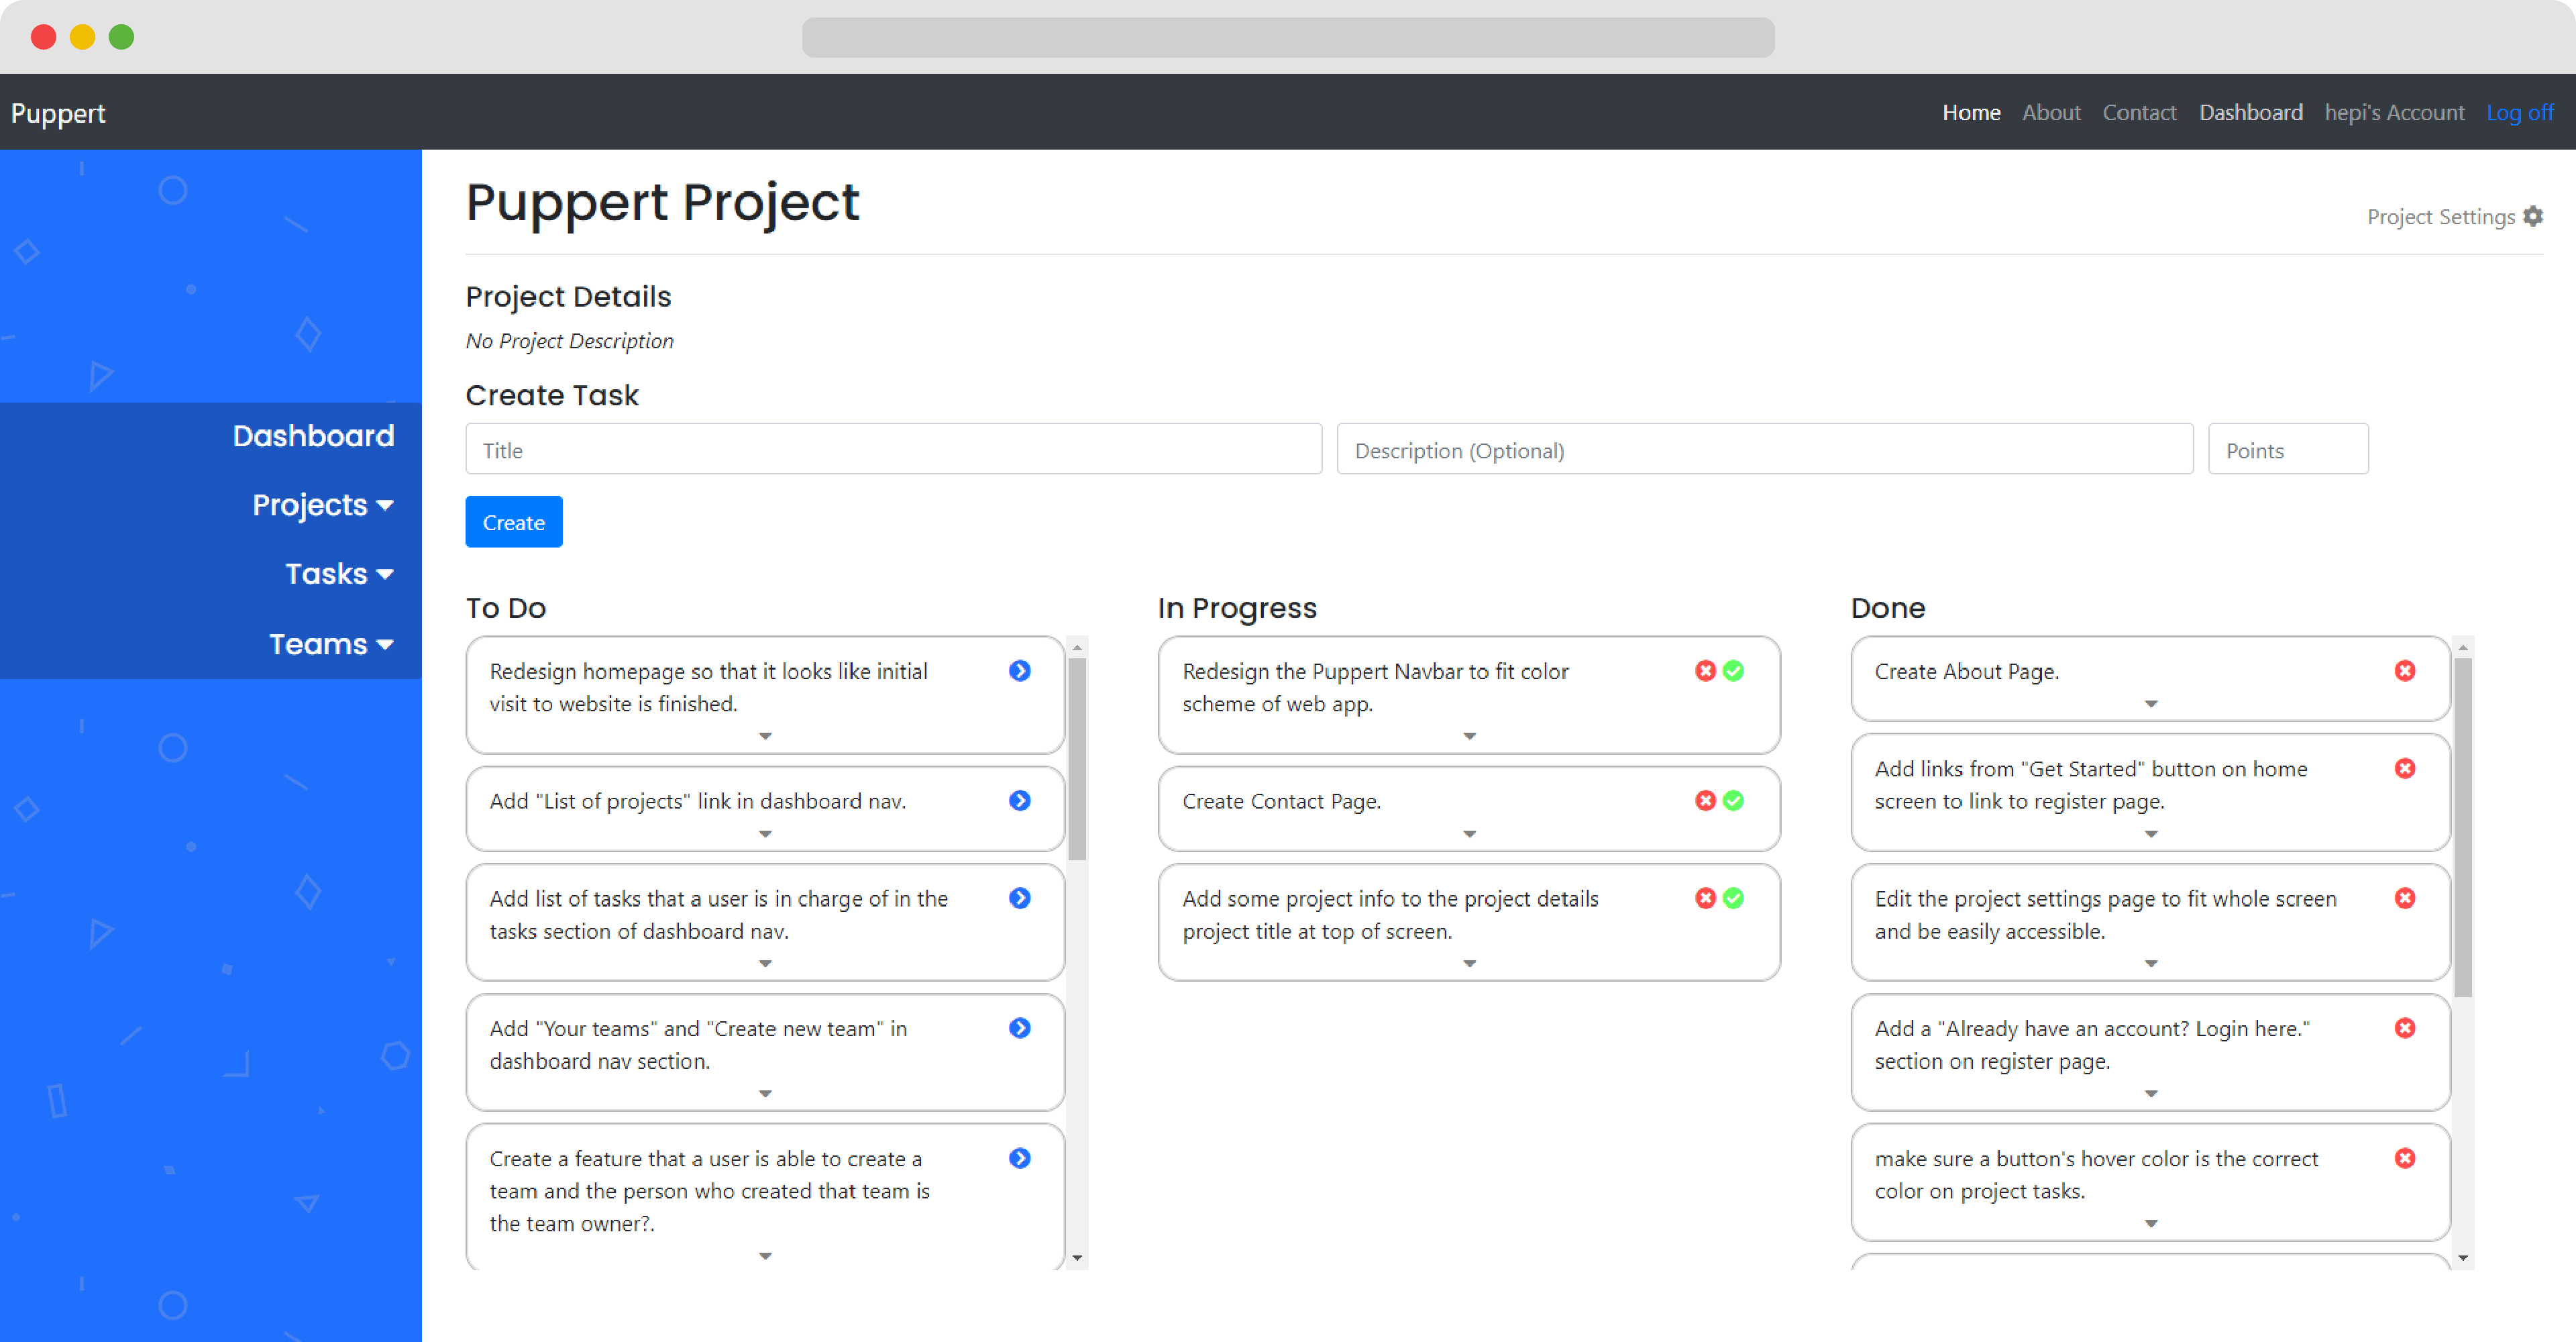 Puppert
Home About Contact Dashboard hepi's Account Log off
Puppert Project
Project Settings
Project Details
No Project Description
Create Task
Title
Description (Optional)
Points
Create
Dashboard
Projects
Tasks
Teams
To Do
Redesign homepage so that it looks like initial
visit to website is finished.
Add "List of projects" link in dashboard nav.
Add list of tasks that a user is in charge of in the
tasks section of dashboard nav.
Add "Your teams" and "Create new team" in
dashboard nav section.
Create a feature that a user is able to create a
team and the person who created that team is
the team owner?.
In Progress
Redesign the Puppert Navbar to fit color
scheme of web app.
Create Contact Page.
Add some project info to the project details
project title at top of screen.
Done
Create About Page.
Add links from "Get Started" button on home
screen to link to register page.
Edit the project settings page to fit whole screen
and be easily accessible.
Add a "Already have an account? Login here."
section on register page.
make sure a button's hover color is the correct
color on project tasks.